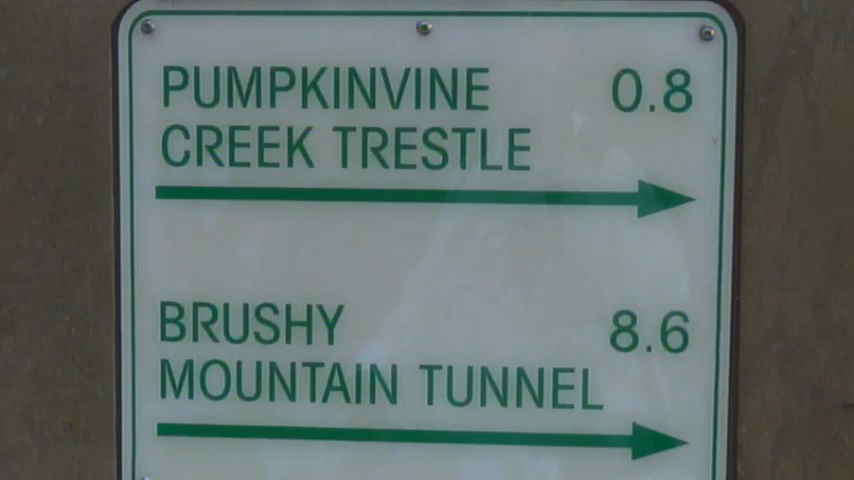 PUMPKINVINE 0.8
CREEK TRESTLE
BRUSHY 8.6
MOUNTAIN TUNNEL